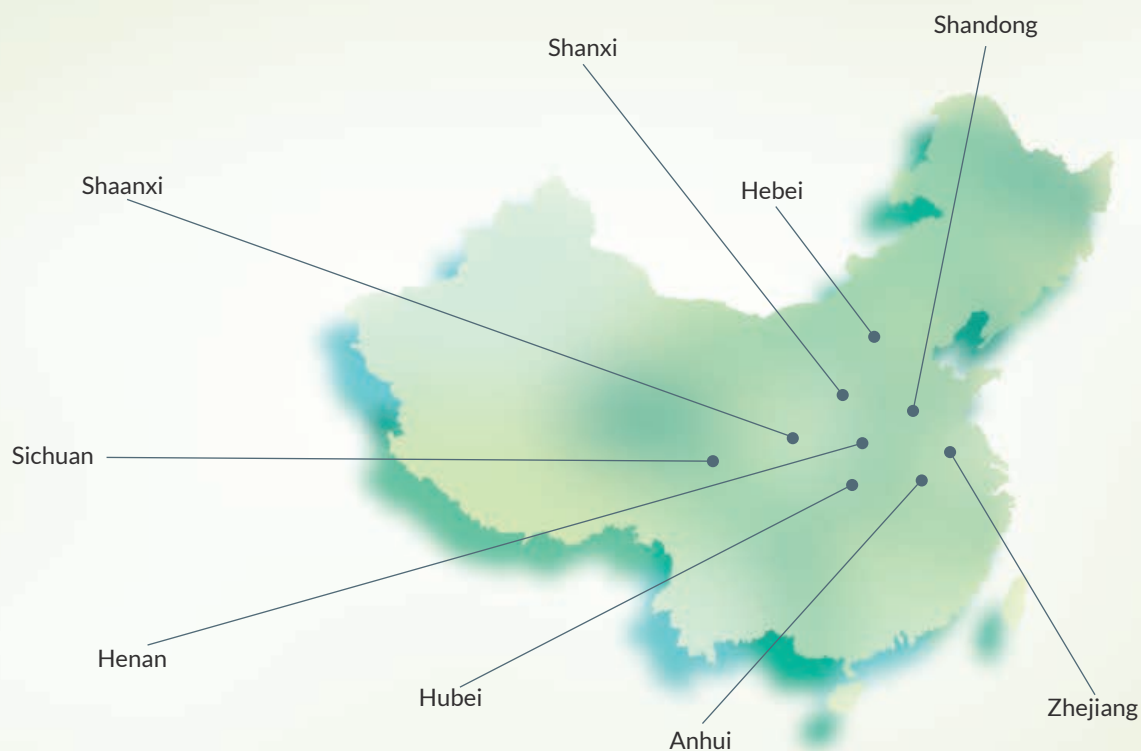 Shandong
Shanxi
Shaanxi
Hebei
Sichuan
Henan
Hubei
Zhejiang
Anhui